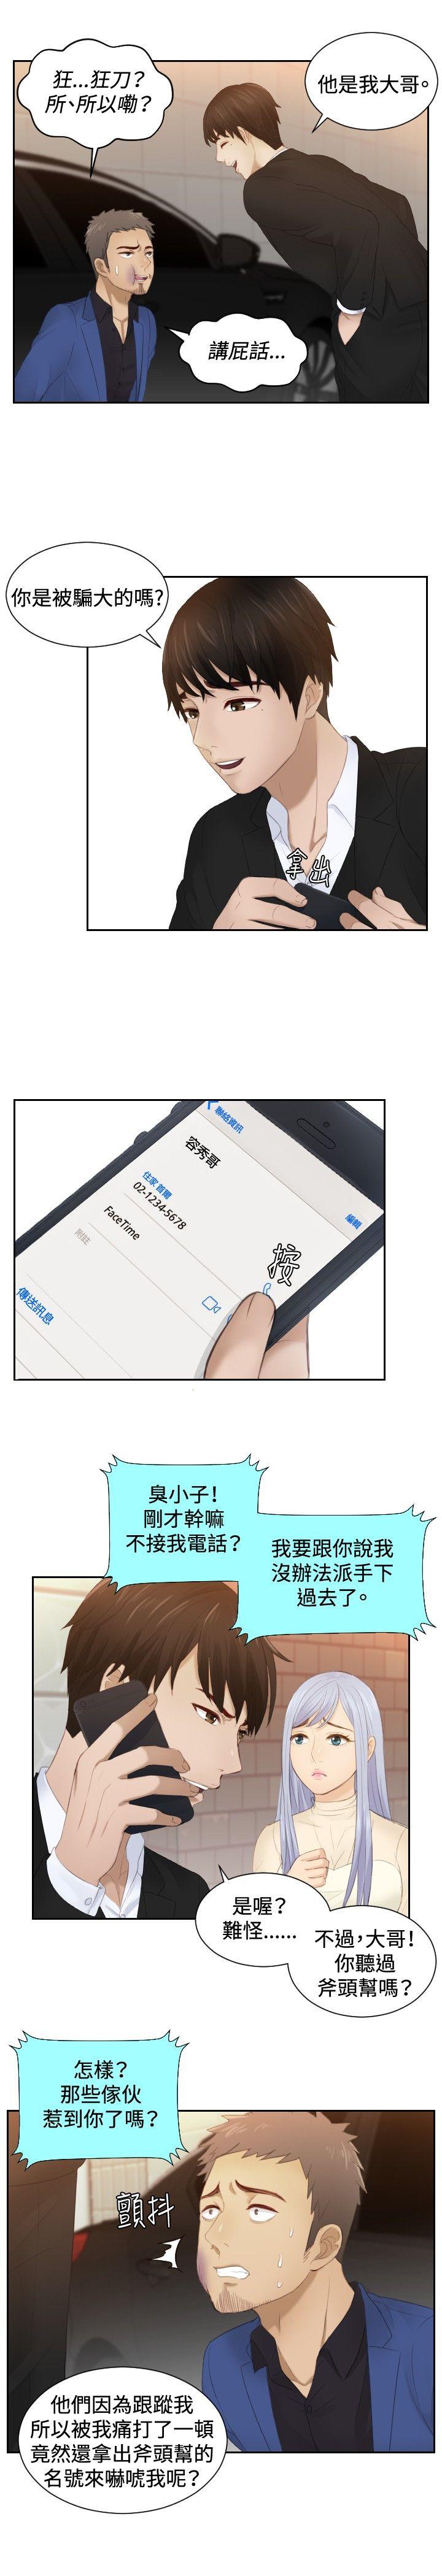 狂...狂刀?
所、所以嘞?
他是我大哥。
講屁話...
你是被騙大的嗎?
拿出
聯絡資訊
編輯
容秀哥
住家 首爾
02-1234-5678
FaceTime
附註
傳送訊息
按
臭小子!
剛才幹嘛
不接我電話?
我要跟你說我
沒辦法派手下
過去了。
是喔?
難怪......
不過,大哥!
你聽過
斧頭幫嗎?
怎樣?
那些傢伙
惹到你了嗎?
顫抖
他們因為跟蹤我
所以被我痛打了一頓
竟然還拿出斧頭幫的
名號來嚇唬我呢?